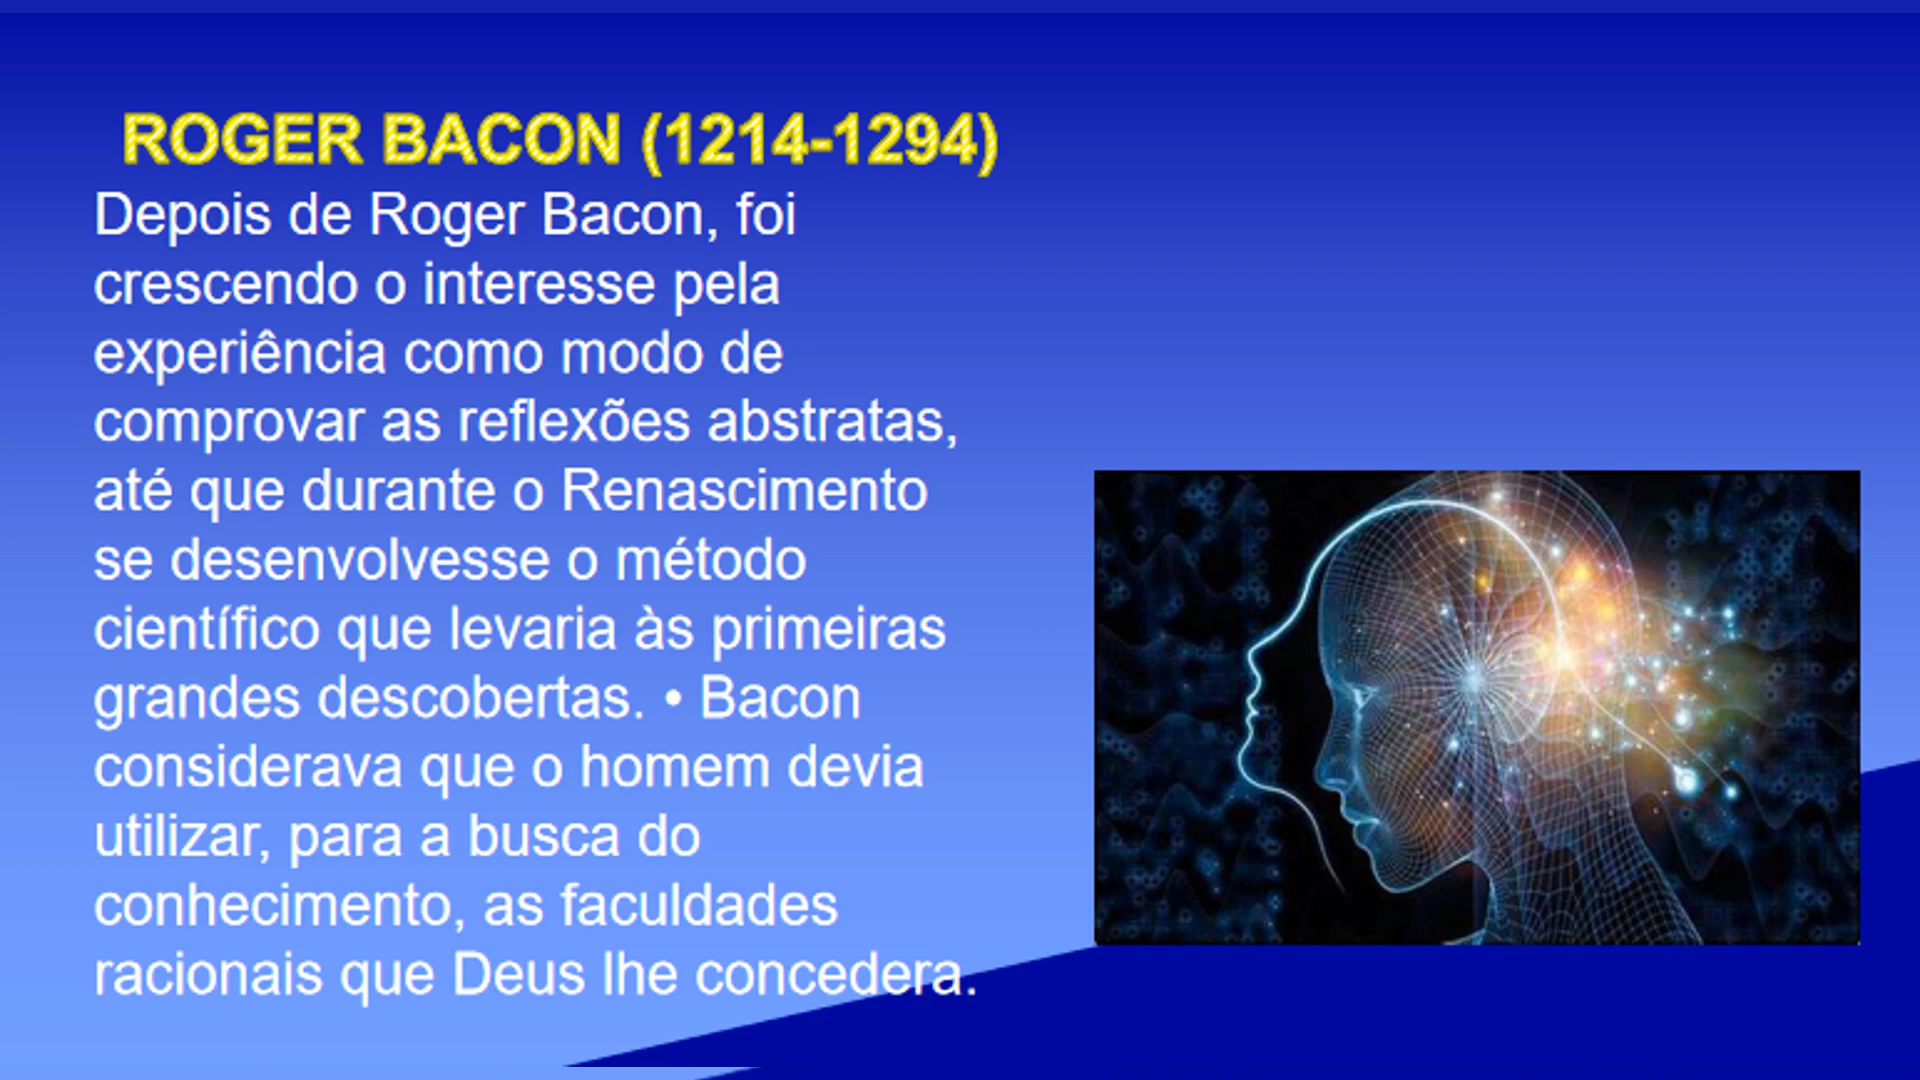 ROGER BACON (1214-1294)
Depois de Roger Bacon, foi
crescendo o interesse pela
experiência como modo de
comprovar as reflexões abstratas,
até que durante o Renascimento
se desenvolvesse o método
científico que levaria às primeiras
grandes descobertas. • Bacon
considerava que o homem devia
utilizar, para a busca do
conhecimento, as faculdades
racionais que Deus lhe concedera.